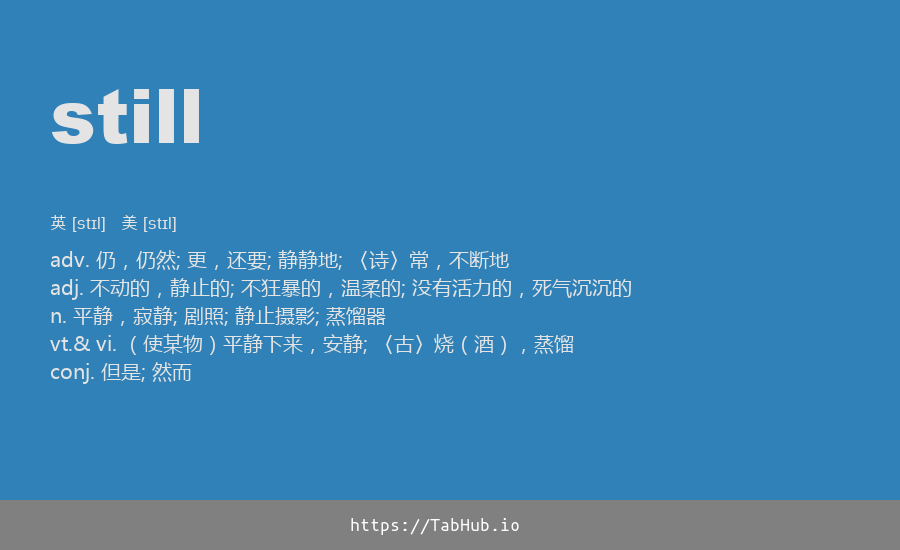 still
英 [stɪl] 美 [stɪl]
adv. 仍，仍然; 更，还要; 静静地; 〈诗〉常，不断地
adj. 不动的，静止的; 不狂暴的，温柔的; 没有活力的，死气沉沉的
n. 平静，寂静; 剧照; 静止摄影; 蒸馏器
vt.& vi. （使某物）平静下来，安静; 〈古〉烧（酒），蒸馏
conj. 但是; 然而
https://TabHub.io